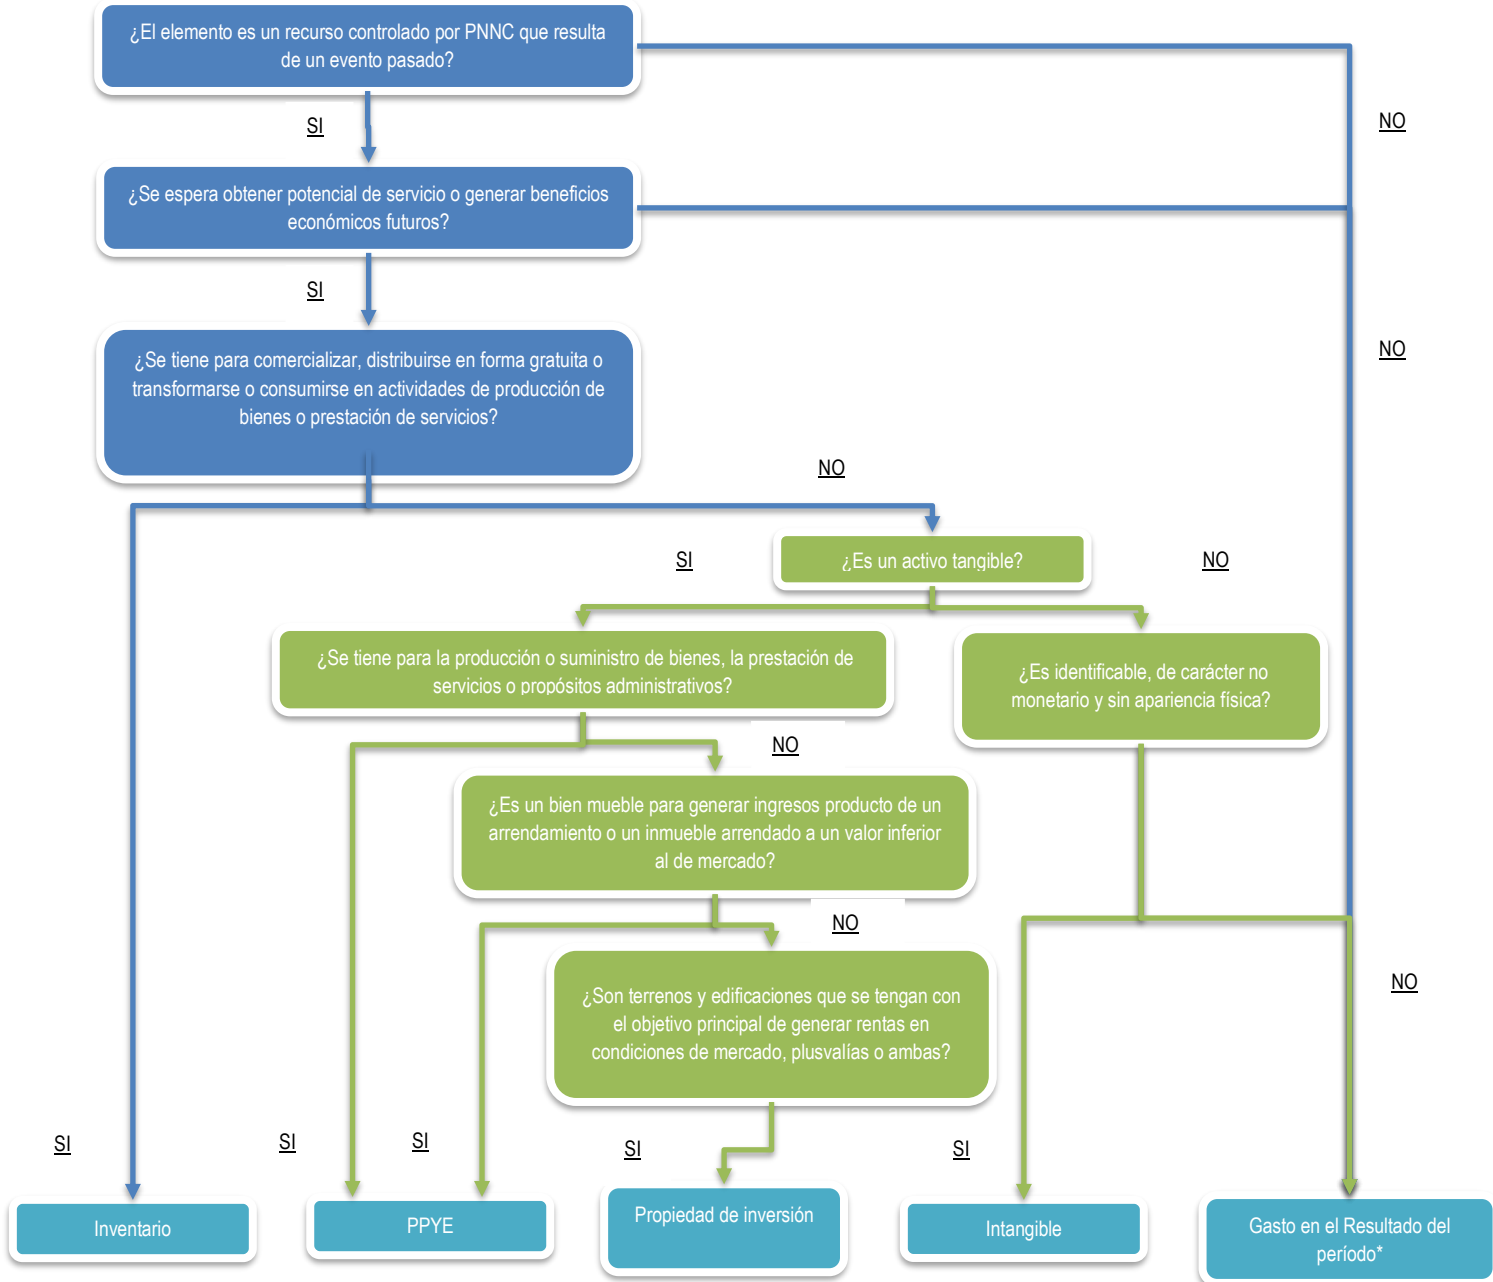 ¿El elemento es un recurso controlado por PNNC que resulta
de un evento pasado?
SI
NO
¿Se espera obtener potencial de servicio o generar beneficios
económicos futuros?
SI
NO
¿Se tiene para comercializar, distribuirse en forma gratuita o
transformarse o consumirse en actividades de producción de
bienes o prestación de servicios?
NO
SI
¿Es un activo tangible?
NO
¿Se tiene para la producción o suministro de bienes, la prestación de
servicios o propósitos administrativos?
¿Es identificable, de carácter no
monetario y sin apariencia física?
NO
¿Es un bien mueble para generar ingresos producto de un
arrendamiento o un inmueble arrendado a un valor inferior
al de mercado?
NO
¿Son terrenos y edificaciones que se tengan con
el objetivo principal de generar rentas en
condiciones de mercado, plusvalías o ambas?
NO
SI
SI
SI
SI
SI
Inventario
PPYE
Propiedad de inversión
Intangible
Gasto en el Resultado del
período*